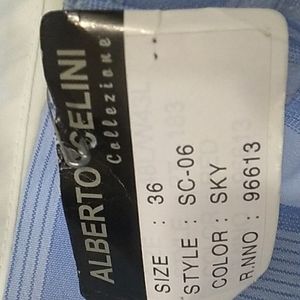 ALBERTO CELINI
Collezione
SIZE : 36
STYLE : SC-06
COLOR : SKY
R.NNO : 96613